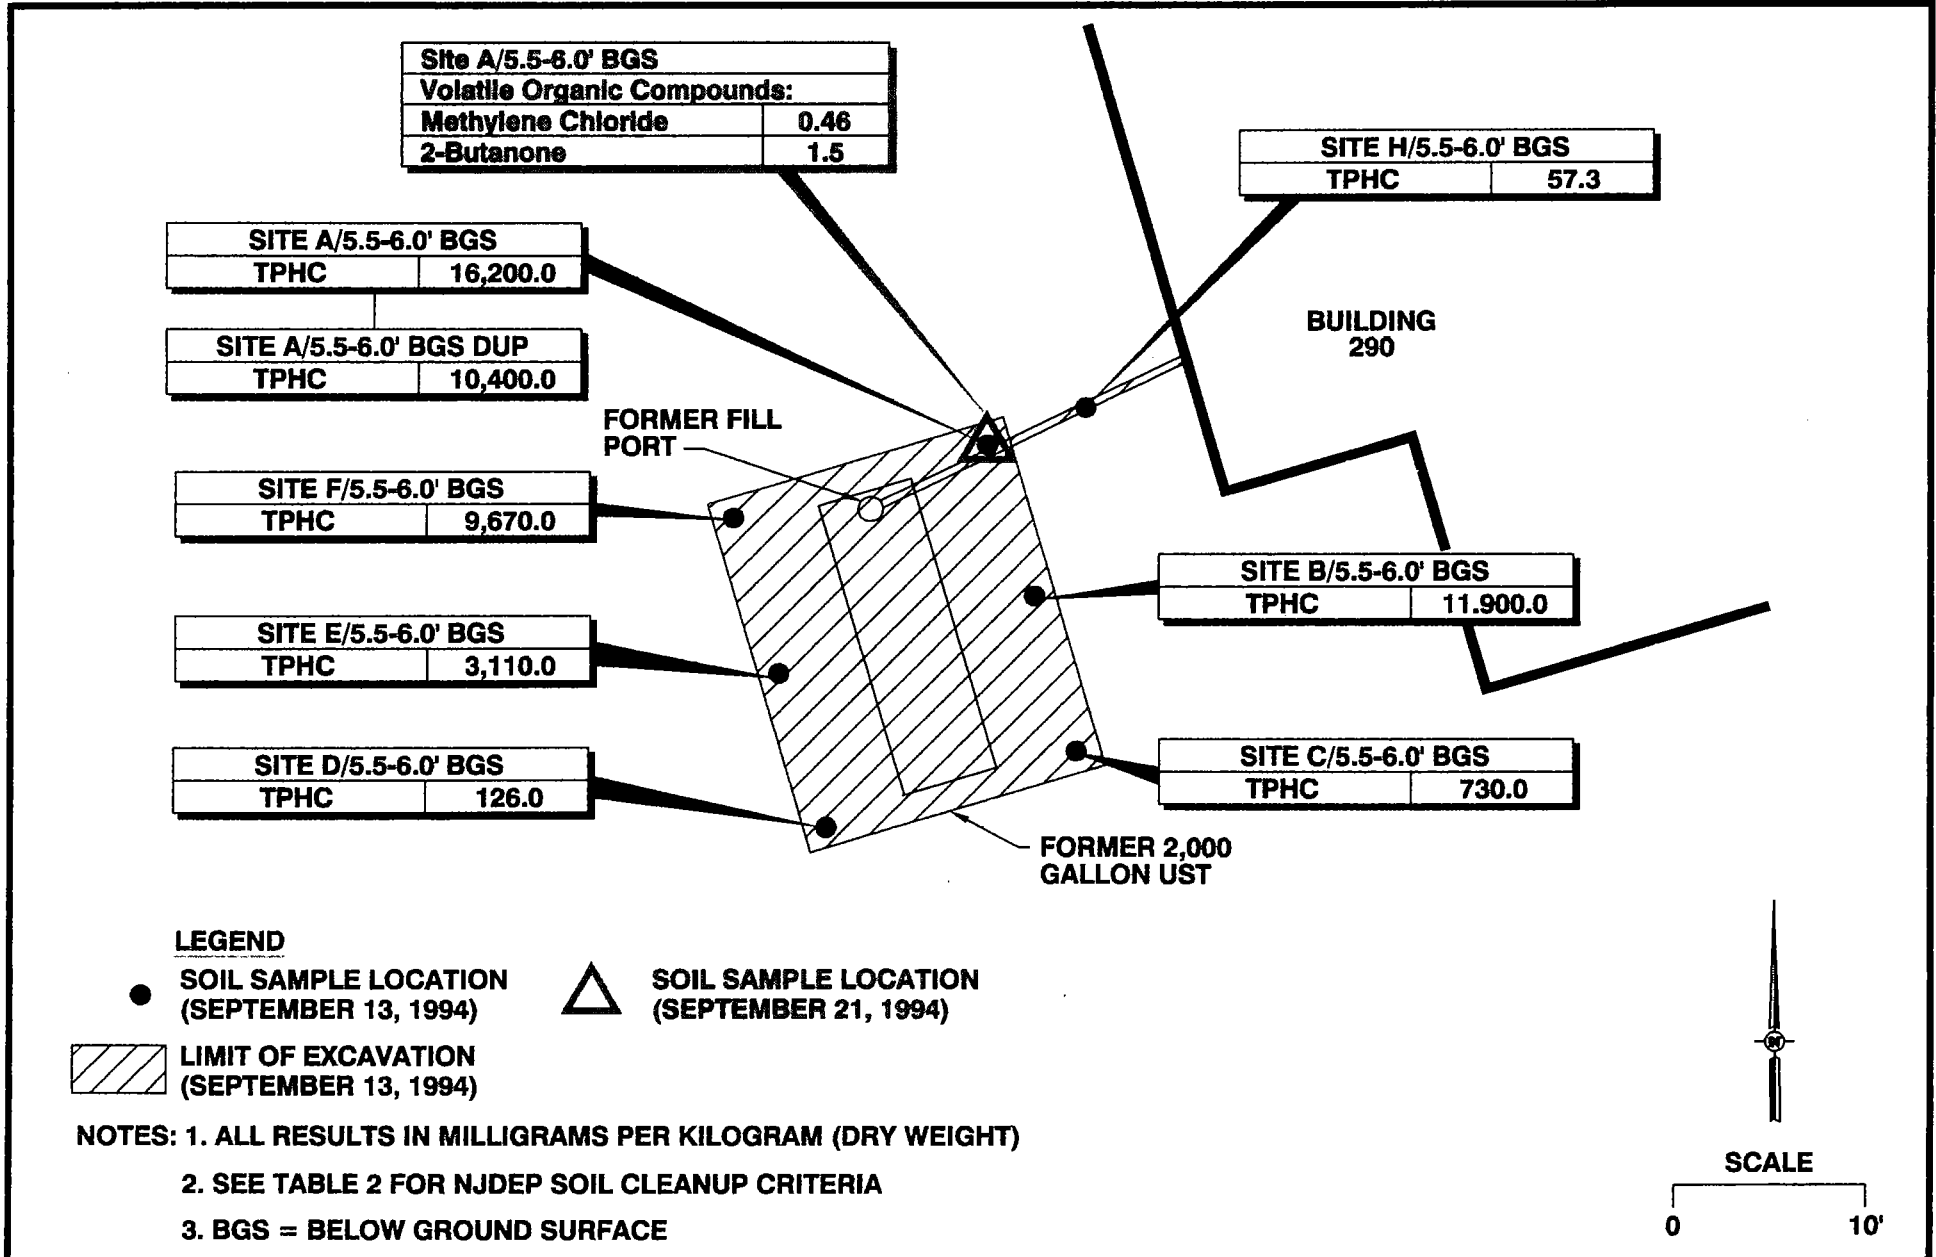 Site A/5.5-6.0' BGS
Volatile Organic Compounds:
Methylene Chloride 0.46
2-Butanone 1.5
SITE H/5.5-6.0' BGS
TPHC 57.3
SITE A/5.5-6.0' BGS
TPHC 16,200.0
SITE A/5.5-6.0' BGS DUP
TPHC 10,400.0
BUILDING
290
FORMER FILL
PORT
SITE F/5.5-6.0' BGS
TPHC 9,670.0
SITE B/5.5-6.0' BGS
TPHC 11.900.0
SITE E/5.5-6.0' BGS
TPHC 3,110.0
SITE D/5.5-6.0' BGS
TPHC 126.0
SITE C/5.5-6.0' BGS
TPHC 730.0
FORMER 2,000
GALLON UST
LEGEND
SOIL SAMPLE LOCATION
(SEPTEMBER 13, 1994)
SOIL SAMPLE LOCATION
(SEPTEMBER 21, 1994)
LIMIT OF EXCAVATION
(SEPTEMBER 13, 1994)
NOTES: 1. ALL RESULTS IN MILLIGRAMS PER KILOGRAM (DRY WEIGHT)
2. SEE TABLE 2 FOR NJDEP SOIL CLEANUP CRITERIA
3. BGS = BELOW GROUND SURFACE
N
SCALE
0 10'